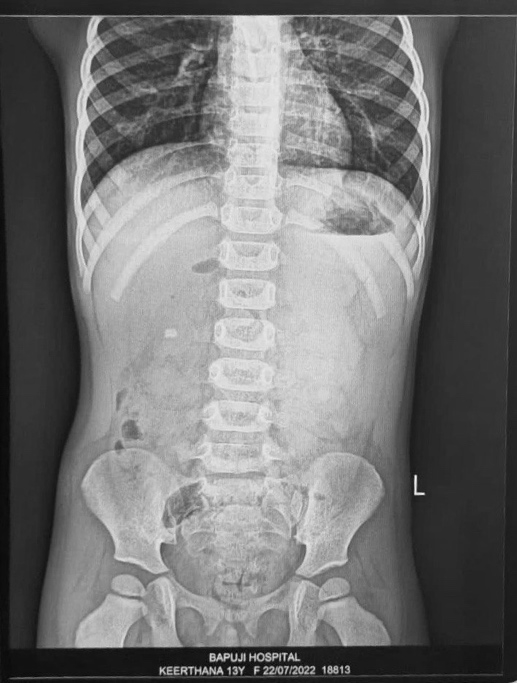 L
BAPUJI HOSPITAL
KEERTHANA 13Y F 22/07/2022 18813